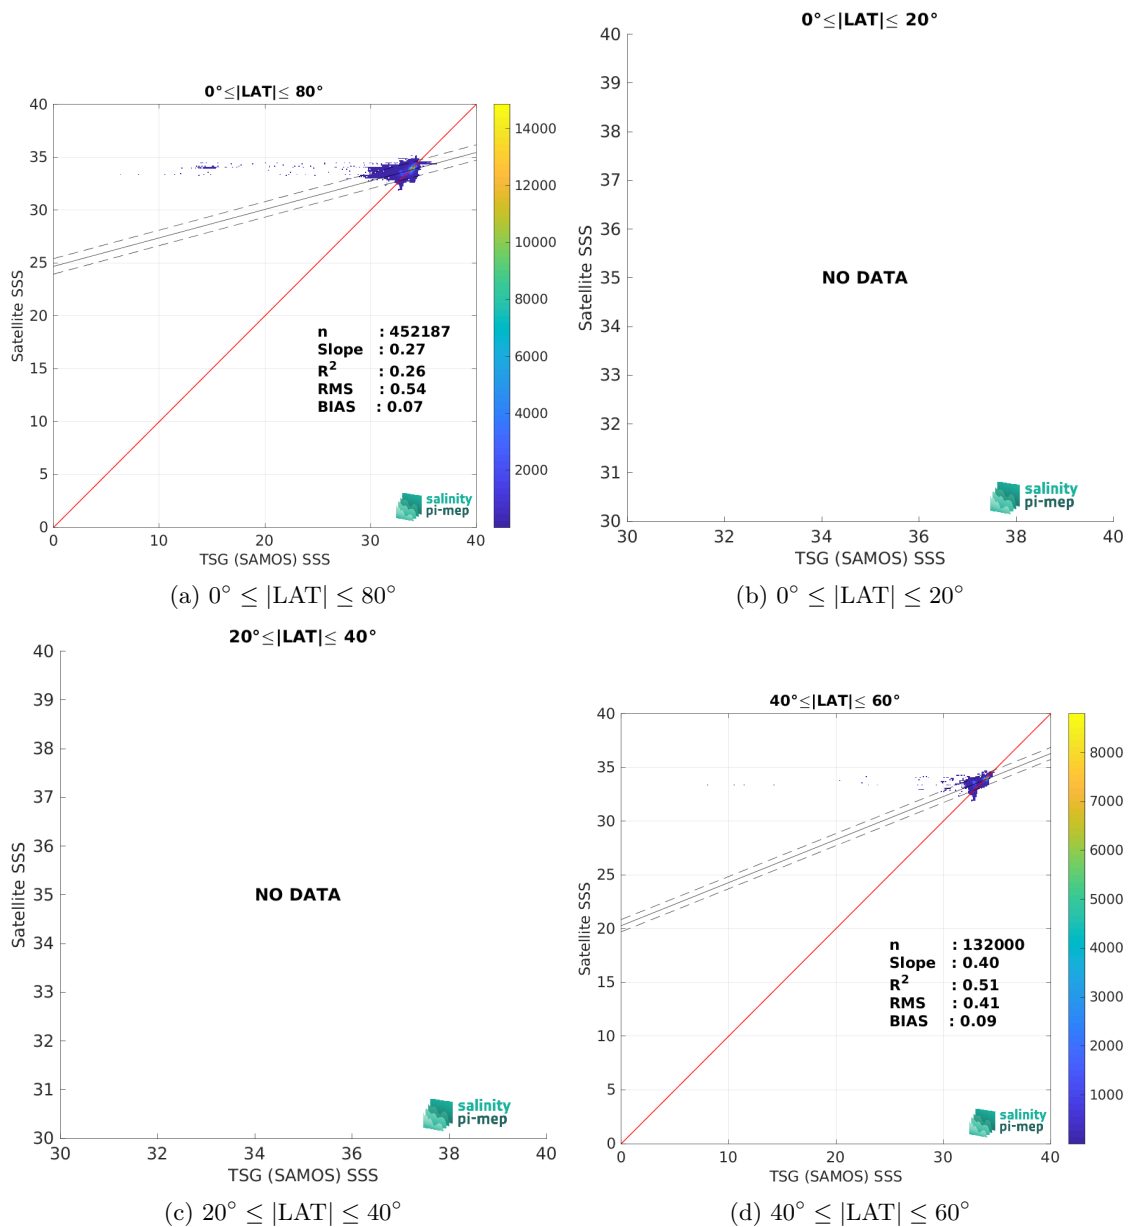 0°≤|LAT|≤ 80°
40
35
30
25
20
15
10
5
0
Satellite SSS
0
10
20
30
40
TSG (SAMOS) SSS
14000
12000
10000
8000
6000
4000
2000
n : 452187
Slope : 0.27
R² : 0.26
RMS : 0.54
BIAS : 0.07
salinity
pi-mep
(a) 0° ≤ |LAT| ≤ 80°
0°≤|LAT|≤ 20°
40
39
38
37
36
35
34
33
32
31
30
Satellite SSS
NO DATA
salinity
pi-mep
30
32
34
36
38
40
TSG (SAMOS) SSS
(b) 0° ≤ |LAT| ≤ 20°
20°≤|LAT|≤ 40°
40
39
38
37
36
35
34
33
32
31
30
Satellite SSS
NO DATA
salinity
pi-mep
30
32
34
36
38
40
TSG (SAMOS) SSS
(c) 20° ≤ |LAT| ≤ 40°
40°≤|LAT|≤ 60°
40
35
30
25
20
15
10
5
0
Satellite SSS
0
10
20
30
40
TSG (SAMOS) SSS
8000
7000
6000
5000
4000
3000
2000
1000
n : 132000
Slope : 0.40
R² : 0.51
RMS : 0.41
BIAS : 0.09
salinity
pi-mep
(d) 40° ≤ |LAT| ≤ 60°